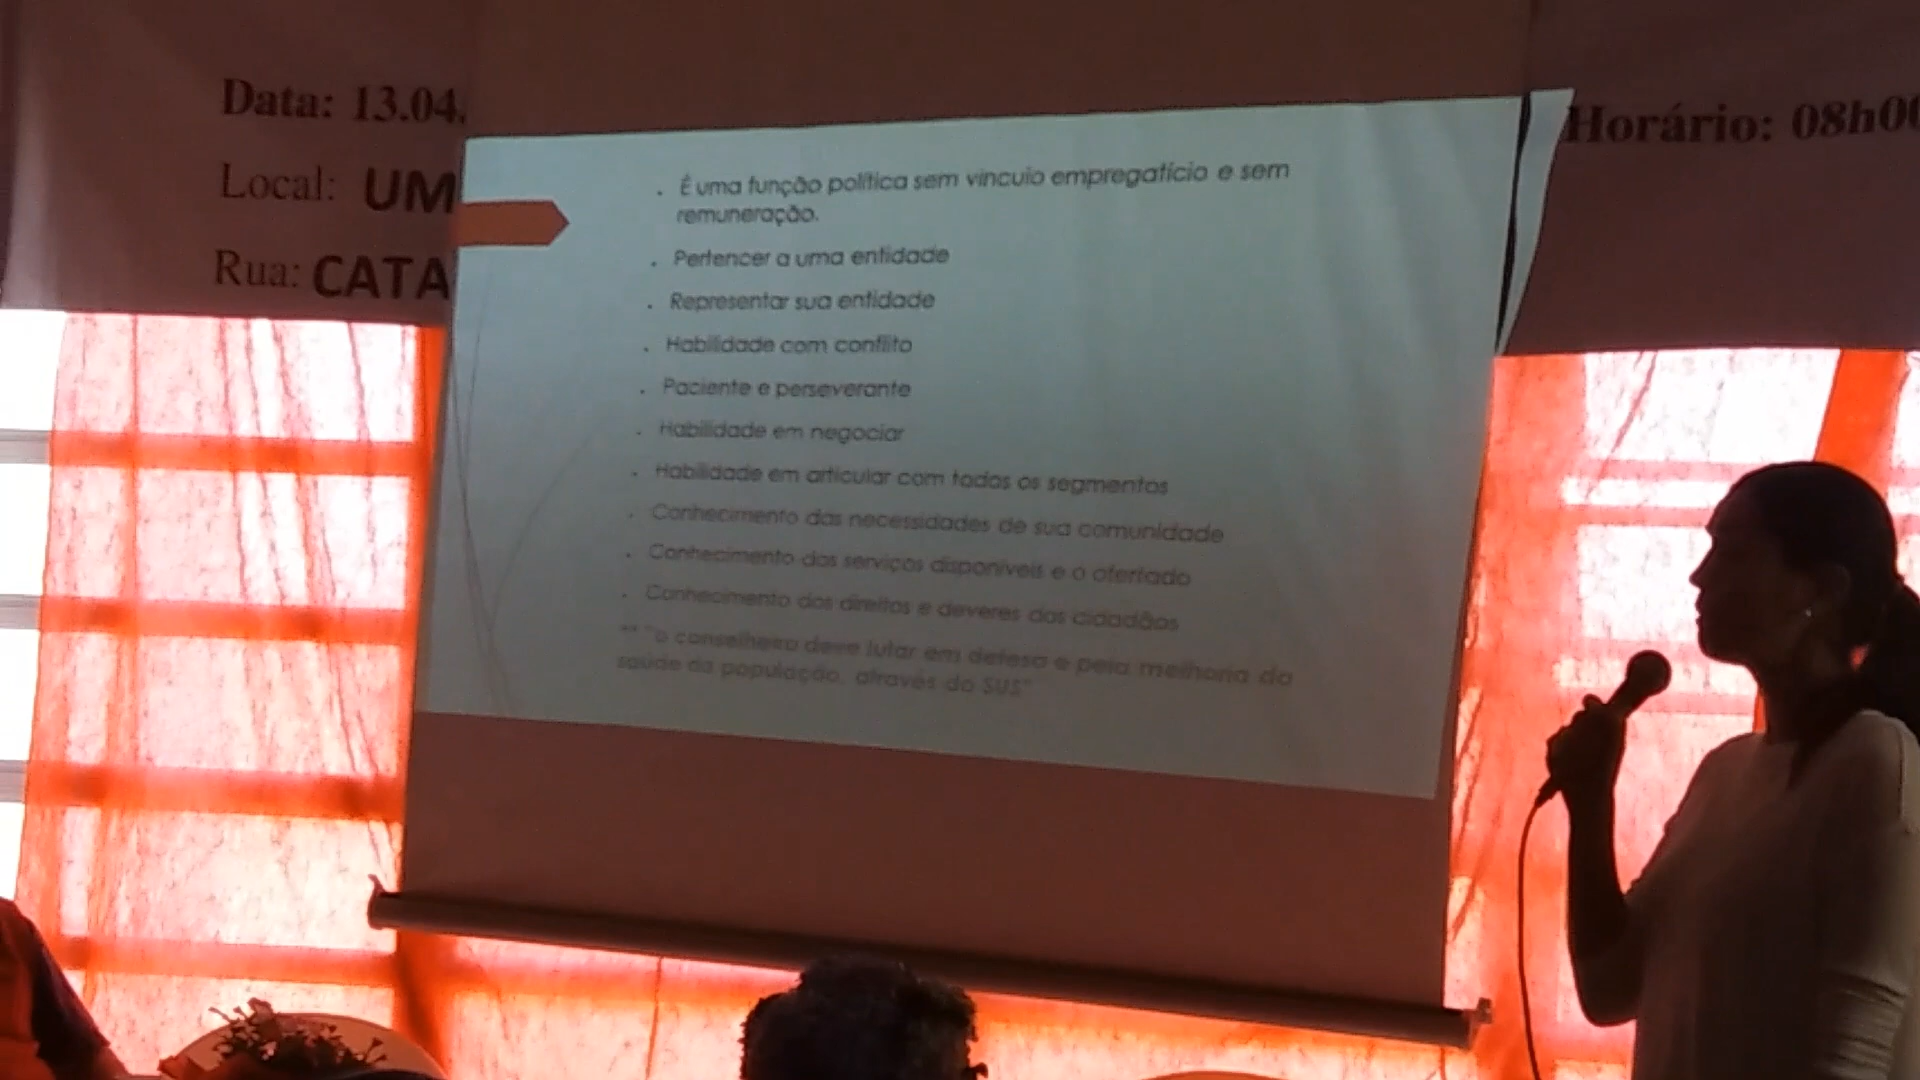 Data: 13.04.
Local: UM
Rua: CATA
Horário: 08h00
. É uma função política sem vinculo empregatício e sem
remuneração.
. Pertencer a uma entidade
. Representar sua entidade
. Habilidade com conflito
. Paciente e perseverante
. Habilidade em negociar
. Habilidade em articular com todos os segmentos
. Conhecimento das necessidades de sua comunidade
. Conhecimento dos serviços disponíveis e o ofertado
. Conhecimento dos direitos e deveres dos cidadãos
"" "o conselheiro deve lutar em defesa e pela melhoria da
saúde da população, através do SUS"